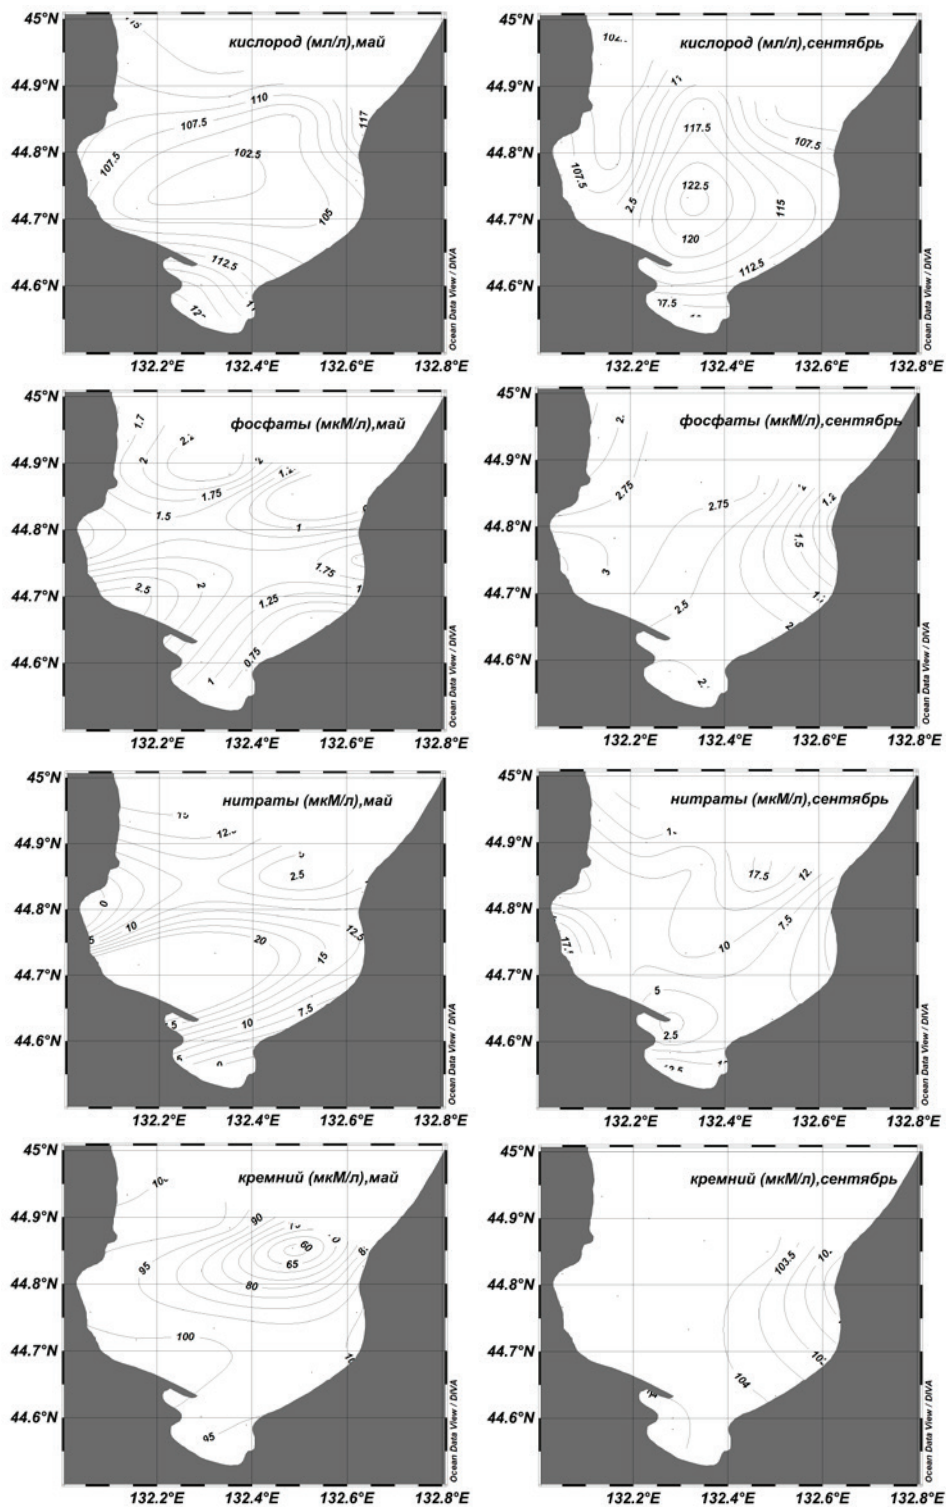 45°N
кислород (мл/л),май
44.9°N
110
107.5
117
44.8°N
107.5
102.5
44.7°N
105
112.5
44.6°N
132.2°E 132.4°E 132.6°E 132.8°E
Ocean Data View / DIVA
45°N
кислород (мл/л),сентябрь
44.9°N
117.5
107.5
44.8°N
107.5
122.5
2.5
115
44.7°N
120
112.5
44.6°N
132.2°E 132.4°E 132.6°E 132.8°E
Ocean Data View / DIVA
45°N
фосфаты (мкМ/л),май
44.9°N
2
1.75
1.5
44.8°N
1
1.75
2.5
2
44.7°N
1.25
0.75
44.6°N
1
132.2°E 132.4°E 132.6°E 132.8°E
Ocean Data View / DIVA
45°N
фосфаты (мкМ/л),сентябрь
44.9°N
2.75
2.75
44.8°N
1.5
3
44.7°N
2.5
44.6°N
132.2°E 132.4°E 132.6°E 132.8°E
Ocean Data View / DIVA
45°N
нитраты (мкМ/л),май
44.9°N
2.5
0
44.8°N
10
12.5
20
15
44.7°N
7.5
10
44.6°N
132.2°E 132.4°E 132.6°E 132.8°E
Ocean Data View / DIVA
45°N
нитраты (мкМ/л),сентябрь
44.9°N
17.5
44.8°N
7.5
10
44.7°N
5
2.5
44.6°N
132.2°E 132.4°E 132.6°E 132.8°E
Ocean Data View / DIVA
45°N
кремний (мкМ/л),май
44.9°N
90
60
65
95
44.8°N
80
100
44.7°N
44.6°N
95
132.2°E 132.4°E 132.6°E 132.8°E
Ocean Data View / DIVA
45°N
кремний (мкМ/л),сентябрь
44.9°N
103.5
44.8°N
44.7°N
104
44.6°N
132.2°E 132.4°E 132.6°E 132.8°E
Ocean Data View / DIVA